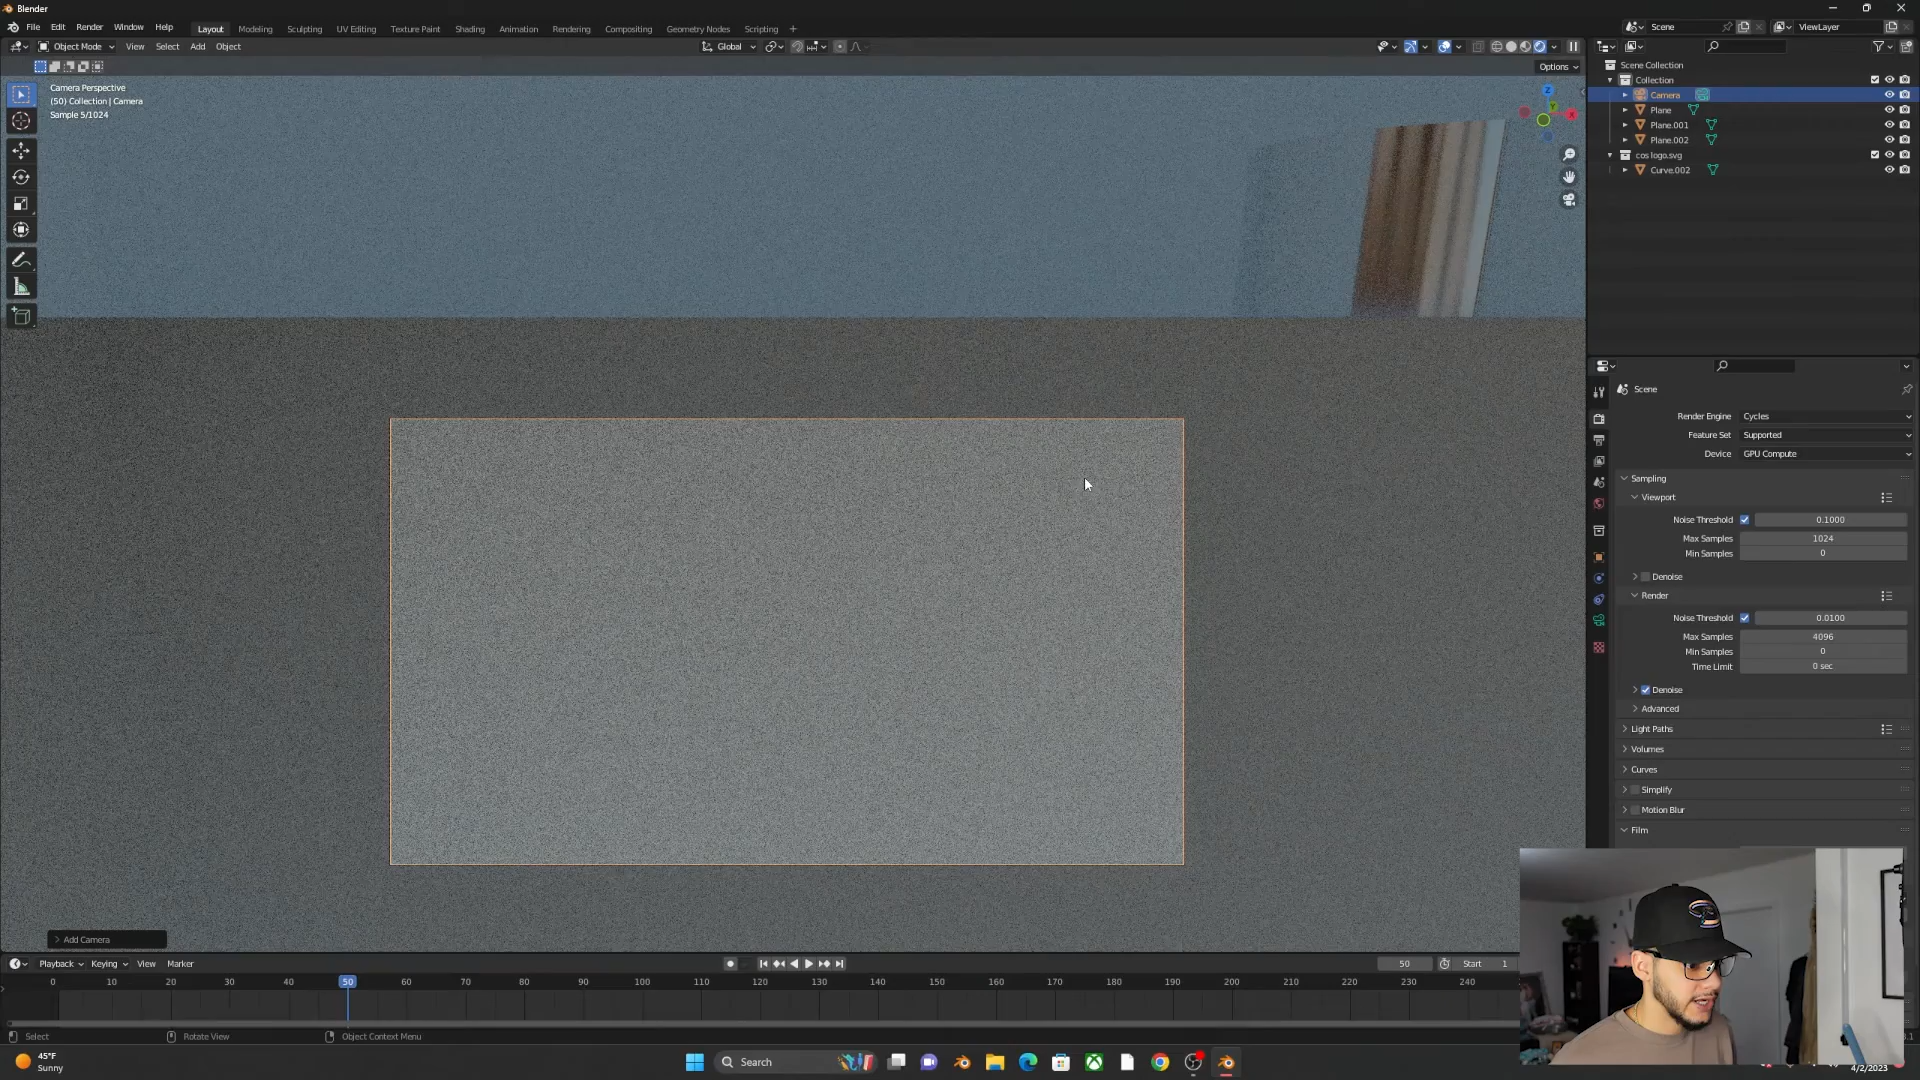 Blender
File Edit Render Window Help
Layout Modeling Sculpting UV Editing Texture Paint Shading Animation Rendering Compositing Geometry Nodes Scripting +
Scene
ViewLayer
Object Mode View Select Add Object
Global
Options
Camera Perspective
(50) Collection | Camera
Sample 5/1024
Z
Y
X
Scene Collection
Collection
Camera
Plane
Plane.001
Plane.002
cos logo.svg
Curve.002
Scene
Render Engine Cycles
Feature Set Supported
Device GPU Compute
Sampling
Viewport
Noise Threshold 0.1000
Max Samples 1024
Min Samples 0
Denoise
Render
Noise Threshold 0.0100
Max Samples 4096
Min Samples 0
Time Limit 0 sec
Denoise
Advanced
Light Paths
Volumes
Curves
Simplify
Motion Blur
Film
Add Camera
Playback Keying View Marker
50
Start 1
0 10 20 30 40 50 60 70 80 90 100 110 120 130 140 150 160 170 180 190 200 210 220 230 240
Select
Rotate View
Object Context Menu
45°F
Sunny
Search
4/2/2023